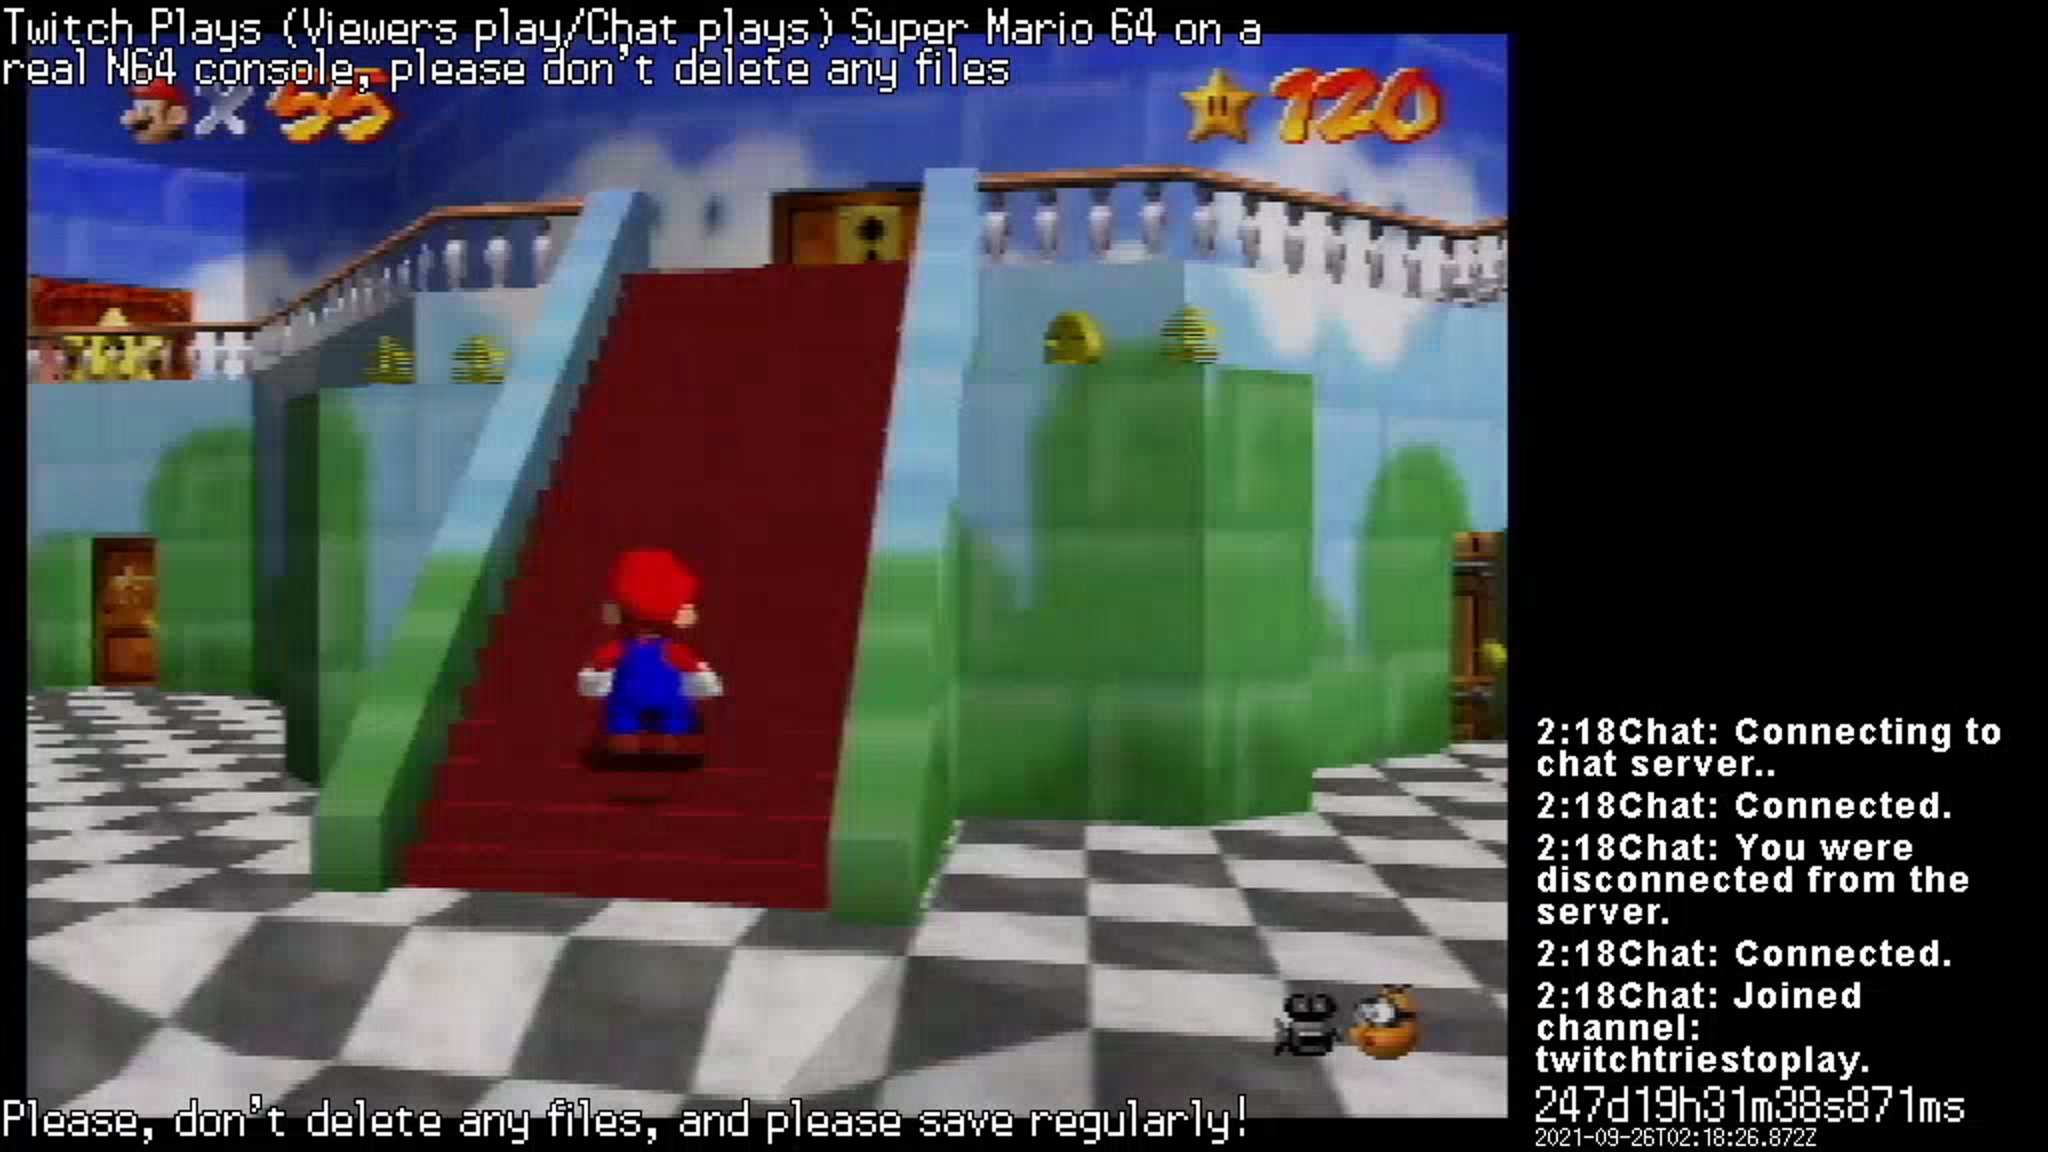 Twitch Plays (Viewers play/Chat plays) Super Mario 64 on a
real N64 console, please don't delete any files
55
120
2:18Chat: Connecting to
chat server..
2:18Chat: Connected.
2:18Chat: You were
disconnected from the
server.
2:18Chat: Connected.
2:18Chat: Joined
channel:
twitchtriestoplay.
Please, don't delete any files, and please save regularly!
247d19h31m38s871ms
2021-09-26T02:18:26.872Z